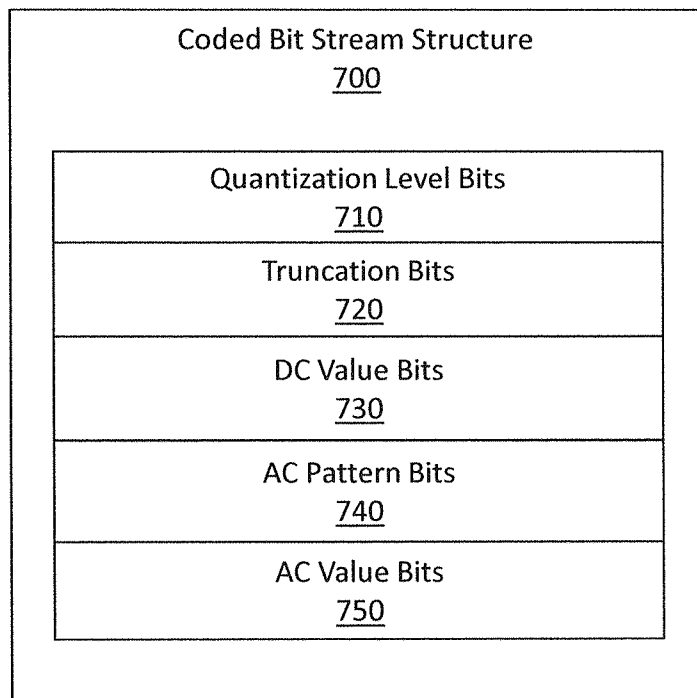 Coded Bit Stream Structure
700
Quantization Level Bits
710
Truncation Bits
720
DC Value Bits
730
AC Pattern Bits
740
AC Value Bits
750